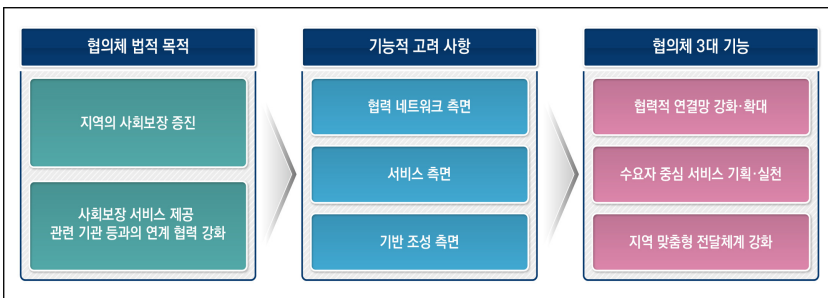 협의체 법적 목적
지역의 사회보장 증진
사회보장 서비스 제공
관련 기관 등과의 연계 협력 강화
기능적 고려 사항
협력 네트워크 측면
서비스 측면
기반 조성 측면
협의체 3대 기능
협력적 연결망 강화·확대
수요자 중심 서비스 기획·실천
지역 맞춤형 전달체계 강화